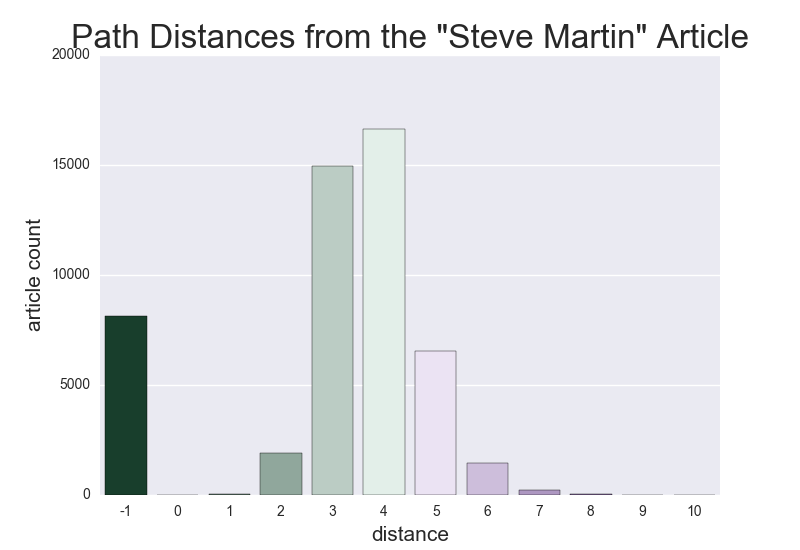 Path Distances from the "Steve Martin" Article
20000
15000
10000
5000
0
article count
-1 0 1 2 3 4 5 6 7 8 9 10
distance